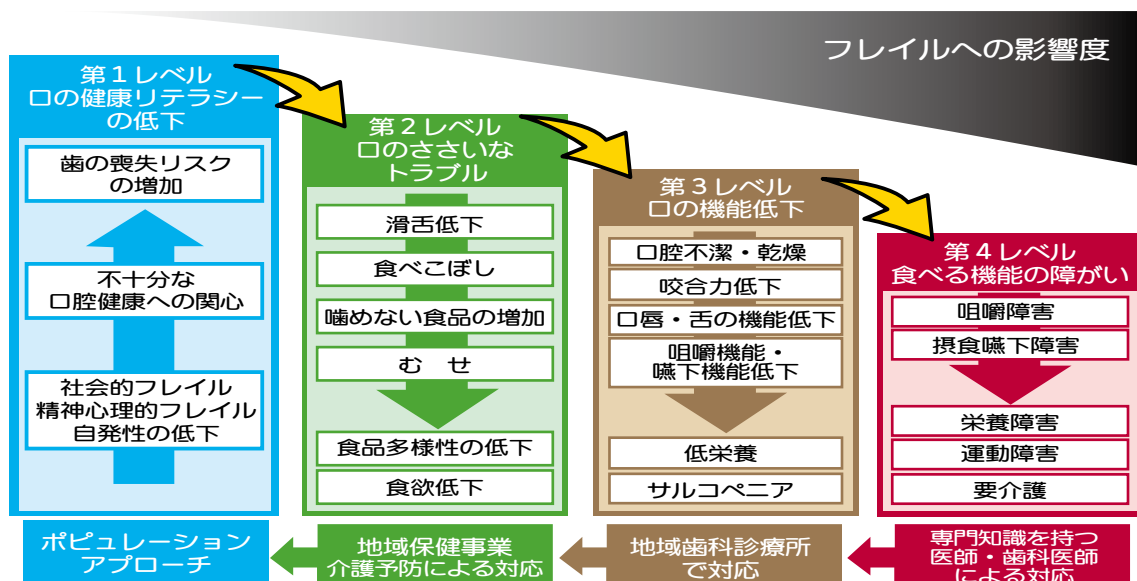 フレイルへの影響度
第1レベル
口の健康リテラシー
の低下
歯の喪失リスク
の増加
不十分な
口腔健康への関心
社会的フレイル
精神心理的フレイル
自発性の低下
ポピュレーション
アプローチ
第2レベル
口のささいな
トラブル
滑舌低下
食べこぼし
噛めない食品の増加
むせ
食品多様性の低下
食欲低下
地域保健事業
介護予防による対応
第3レベル
口の機能低下
口腔不潔・乾燥
咬合力低下
口唇・舌の機能低下
咀嚼機能・
嚥下機能低下
低栄養
サルコペニア
地域歯科診療所
で対応
第4レベル
食べる機能の障がい
咀嚼障害
摂食嚥下障害
栄養障害
運動障害
要介護
専門知識を持つ
医師・歯科医師
による対応